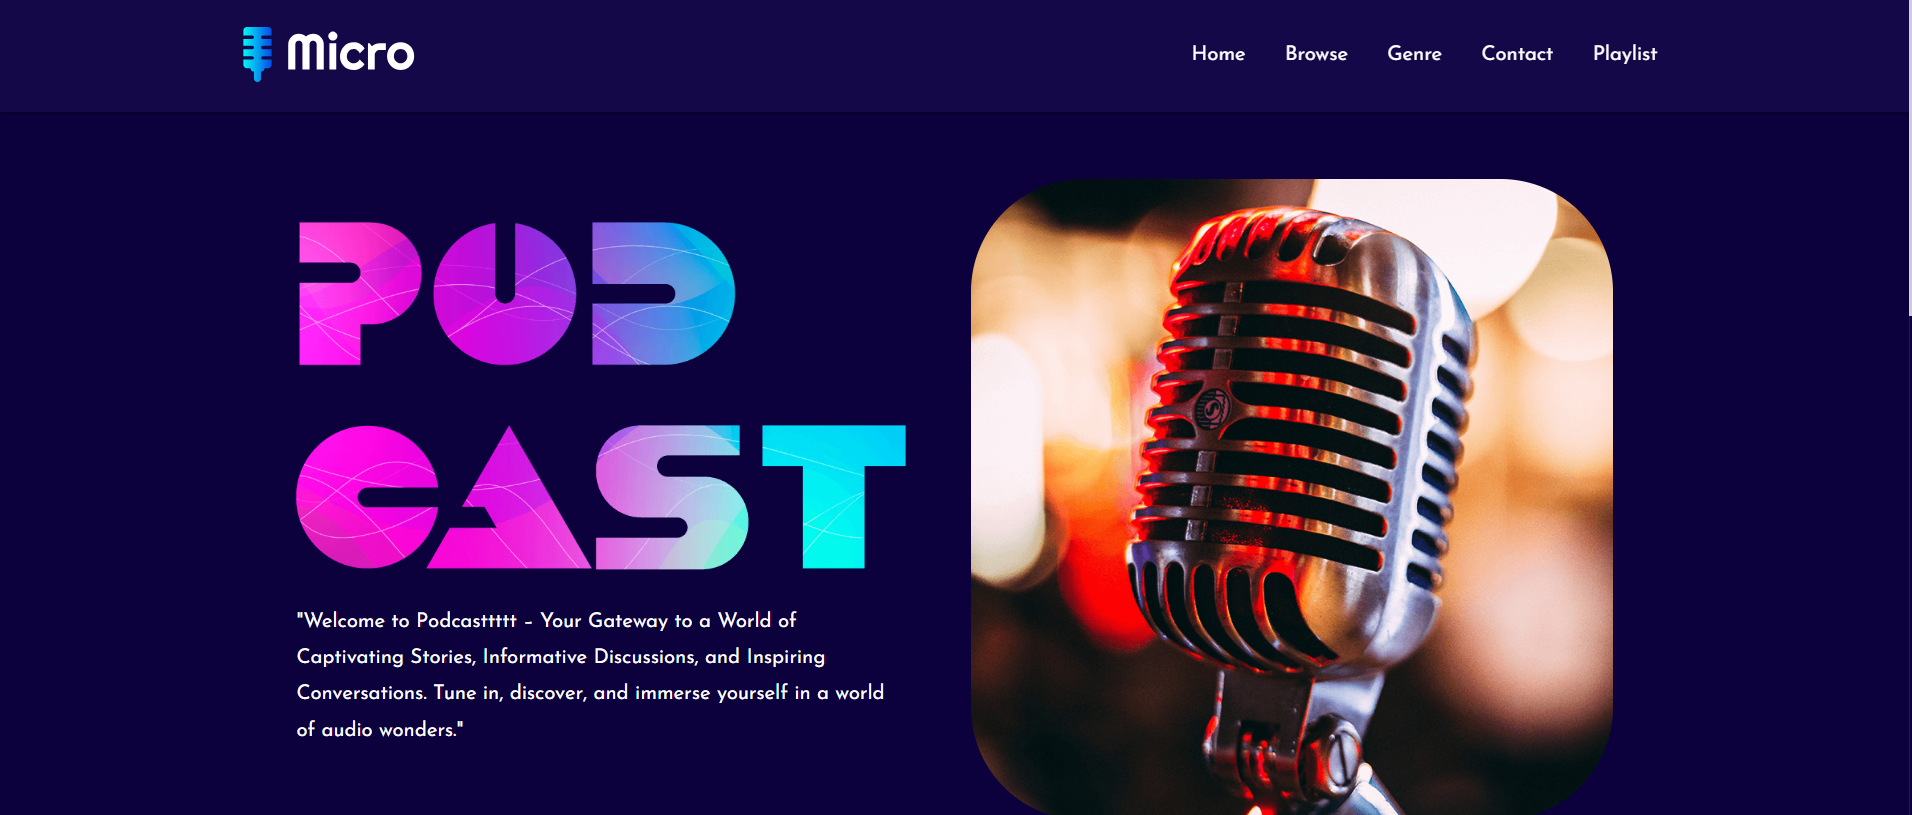 Micro
Home Browse Genre Contact Playlist
POD
CAST
"Welcome to Podcasttttt – Your Gateway to a World of
Captivating Stories, Informative Discussions, and Inspiring
Conversations. Tune in, discover, and immerse yourself in a world
of audio wonders."